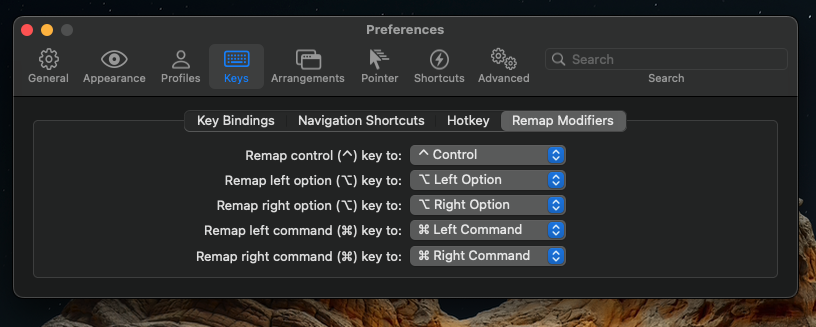 Preferences
General Appearance Profiles Keys Arrangements Pointer Shortcuts Advanced Search
Search
Key Bindings Navigation Shortcuts Hotkey Remap Modifiers
Remap control (^) key to: ^ Control
Remap left option (⌥) key to: ⌥ Left Option
Remap right option (⌥) key to: ⌥ Right Option
Remap left command (⌘) key to: ⌘ Left Command
Remap right command (⌘) key to: ⌘ Right Command